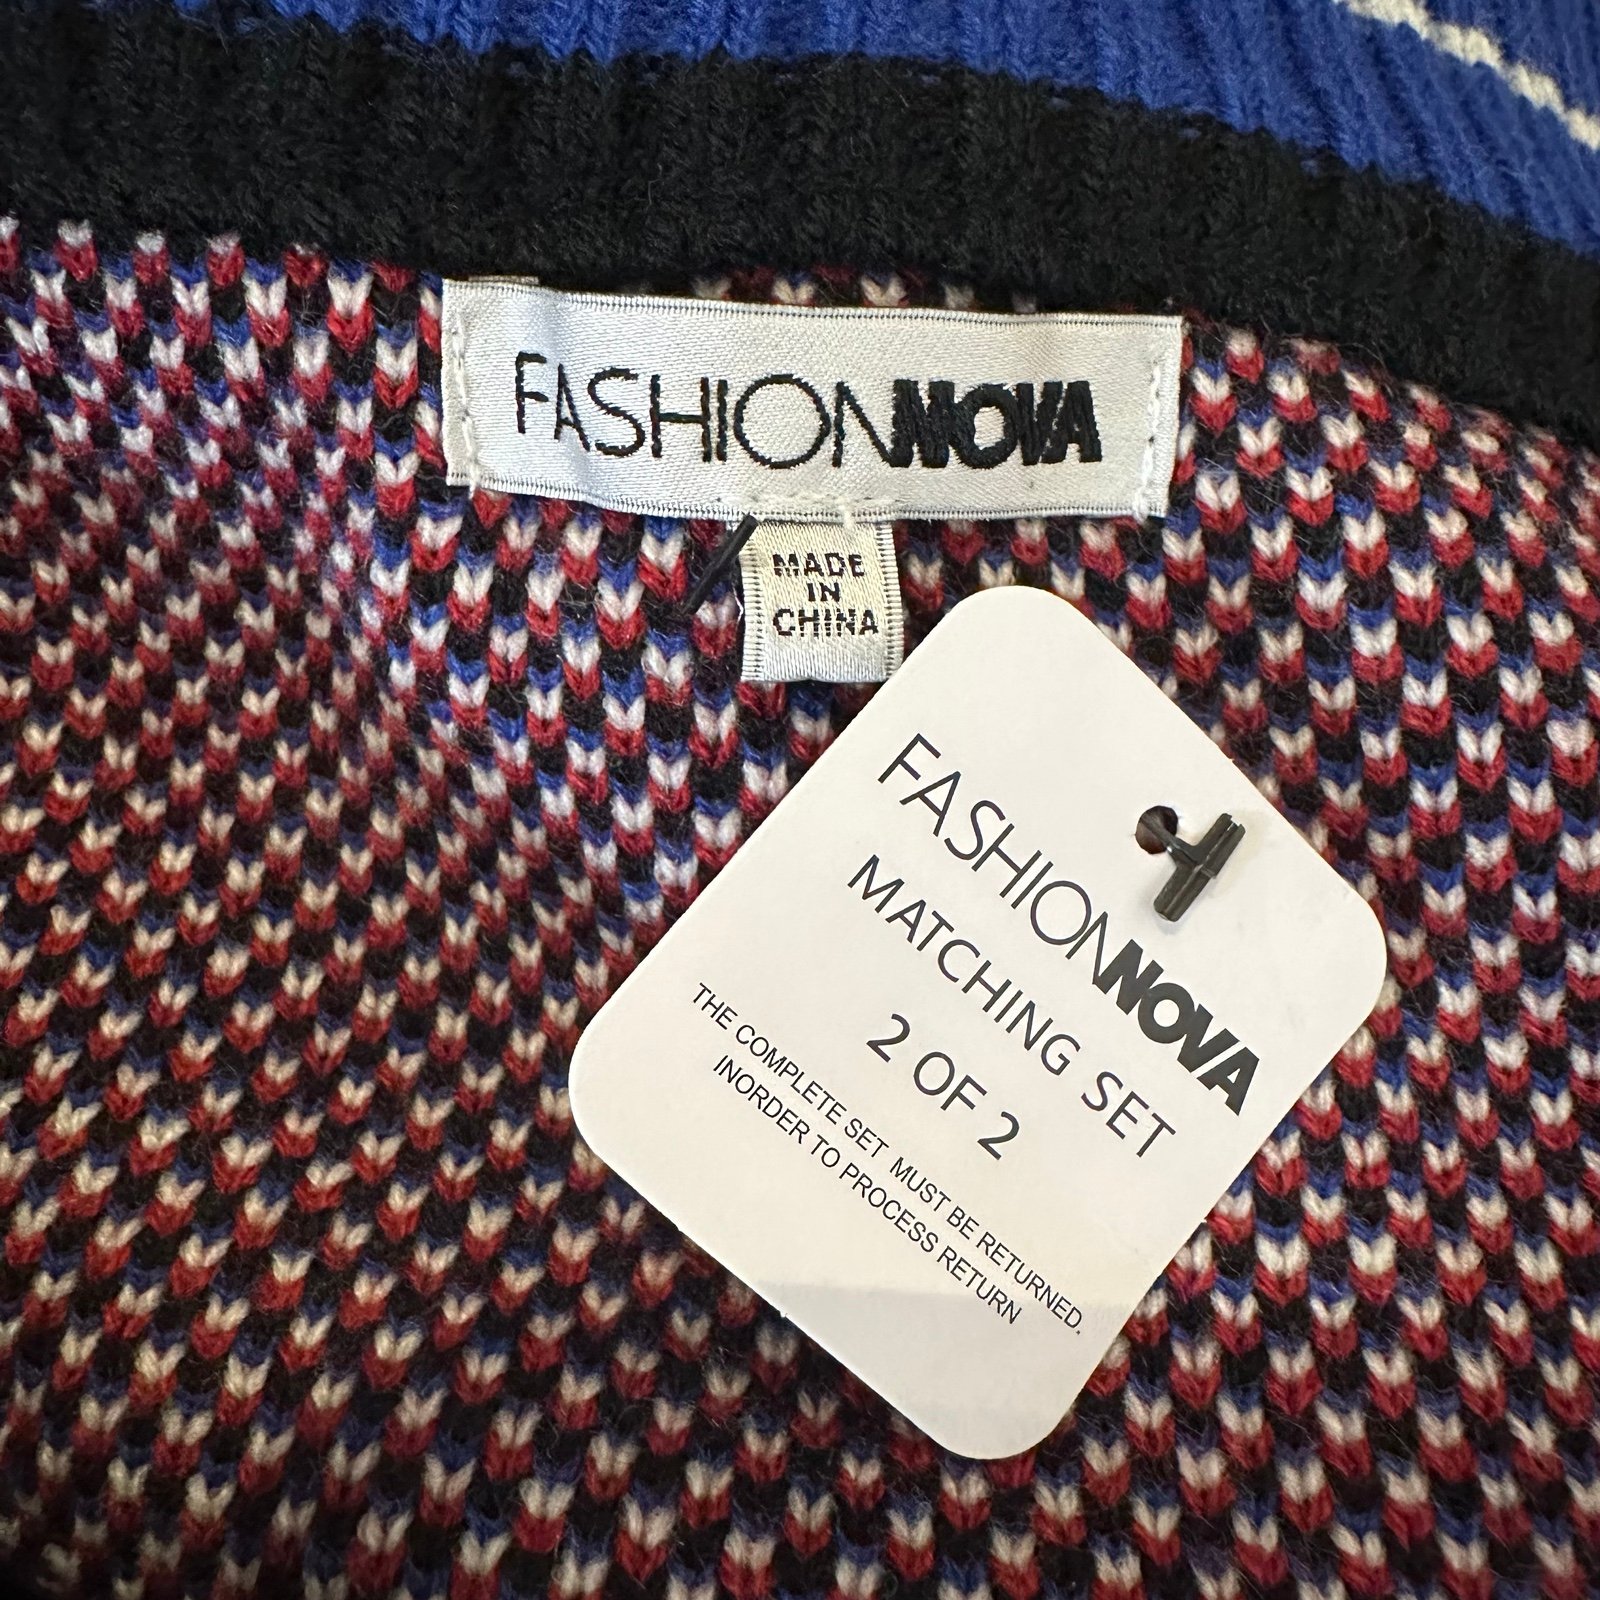 FASHIONNOVA
MADE
IN
CHINA
FASHIONNOVA
MATCHING SET
2 OF 2
THE COMPLETE SET MUST BE RETURNED.
INORDER TO PROCESS RETURN